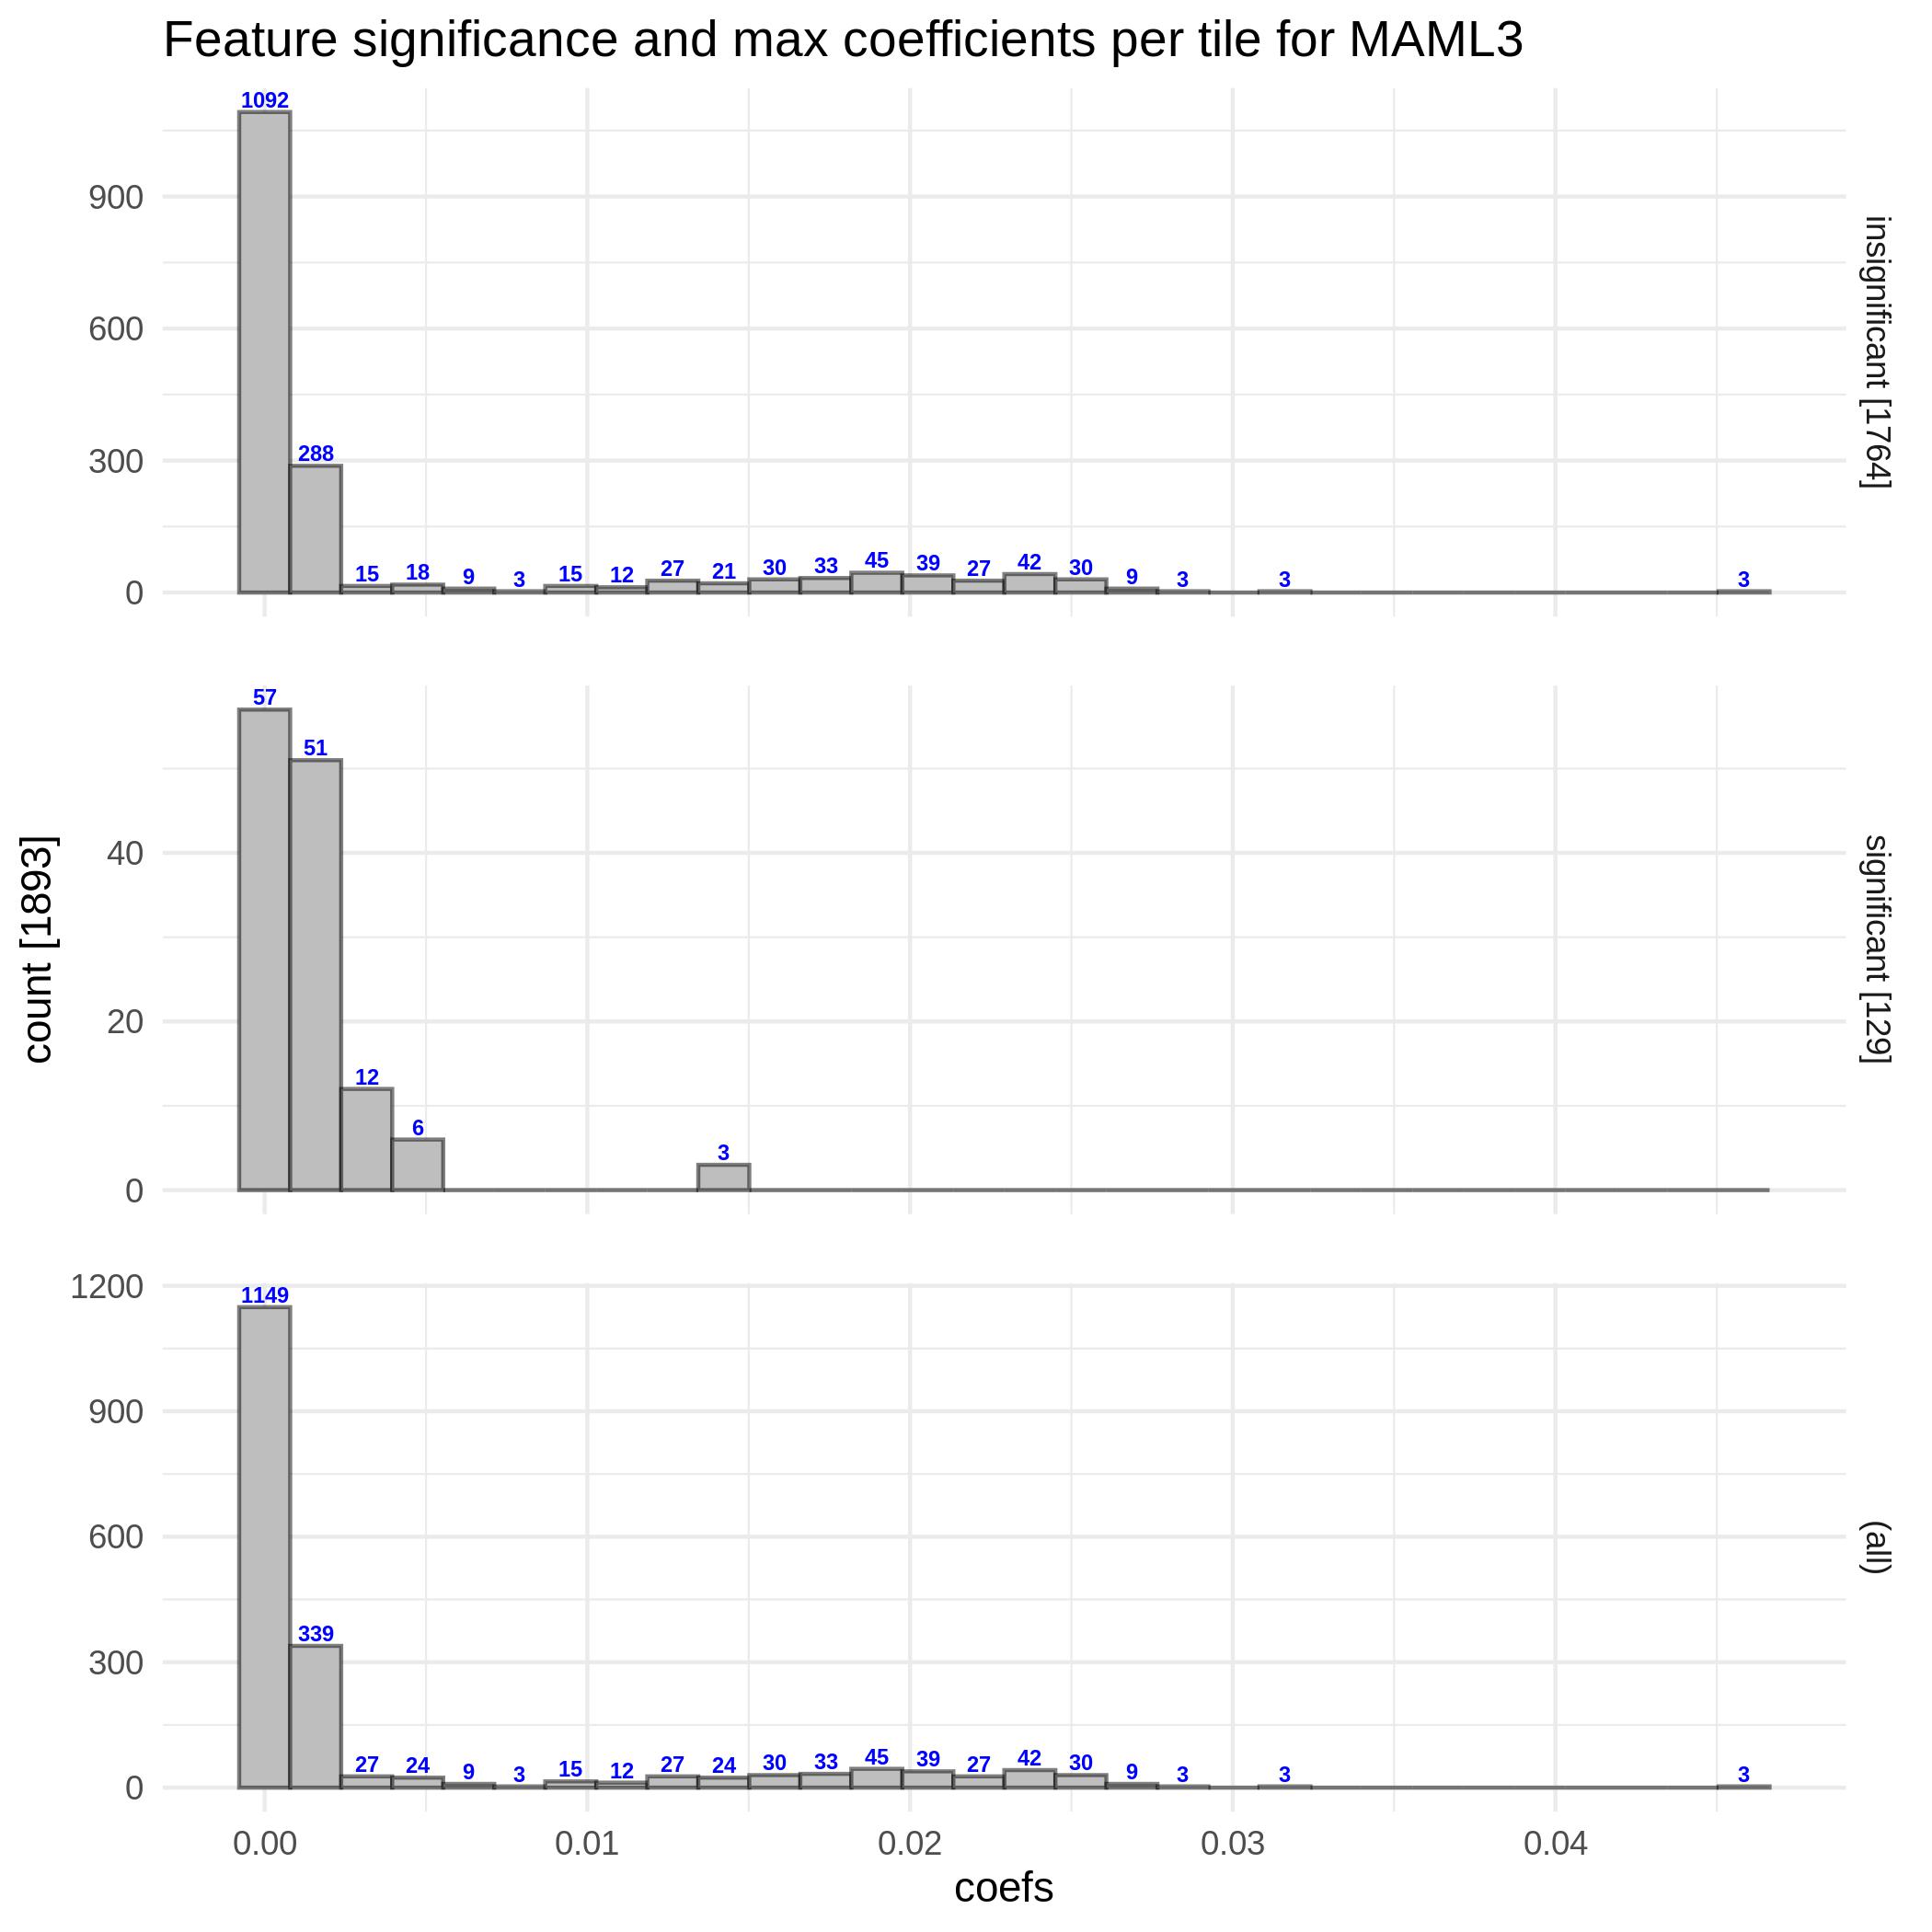 Feature significance and max coefficients per tile for MAML3
1092
288
15 18 9 3 15 12 27 21 30 33 45 39 27 42 30 9 3 3 3
900
600
300
0
insignificant [1764]
57
51
12
6
3
40
20
0
significant [129]
count [1893]
1149
339
27 24 9 3 15 12 27 24 30 33 45 39 27 42 30 9 3 3 3
1200
900
600
300
0
(all)
0.00 0.01 0.02 0.03 0.04
coefs